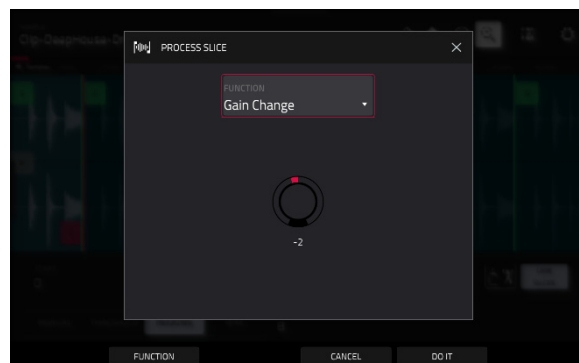 PROCESS SLICE
FUNCTION
Gain Change
-2
FUNCTION
CANCEL
DO IT